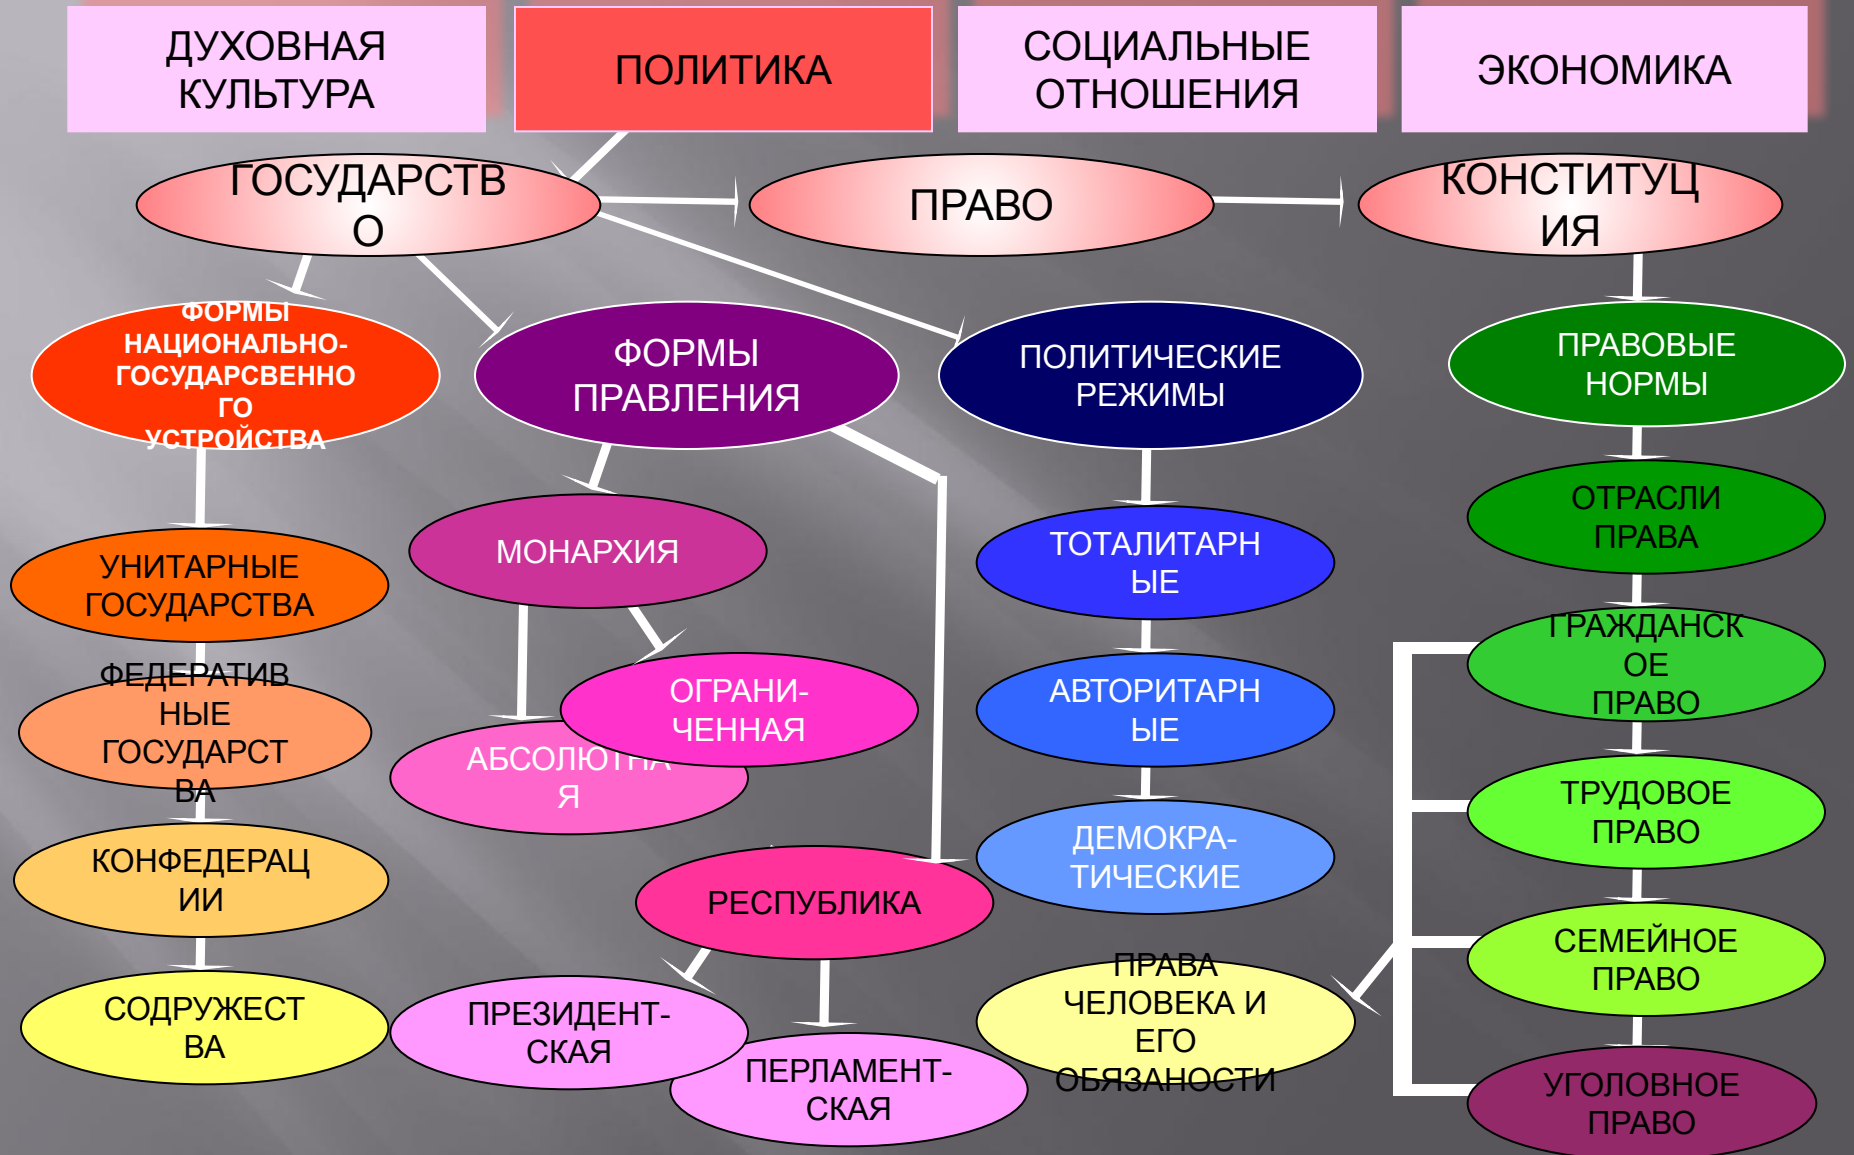 ДУХОВНАЯ
КУЛЬТУРА
ПОЛИТИКА
СОЦИАЛЬНЫЕ
ОТНОШЕНИЯ
ЭКОНОМИКА
ГОСУДАРСТВ
О
ПРАВО
КОНСТИТУЦ
ИЯ
ФОРМЫ
НАЦИОНАЛЬНО-
ГОСУДАРСВЕННО
ГО
УСТРОЙСТВА
ФОРМЫ
ПРАВЛЕНИЯ
ПОЛИТИЧЕСКИЕ
РЕЖИМЫ
ПРАВОВЫЕ
НОРМЫ
УНИТАРНЫЕ
ГОСУДАРСТВА
ФЕДЕРАТИВ
НЫЕ
ГОСУДАРСТ
ВА
КОНФЕДЕРАЦ
ИИ
СОДРУЖЕСТ
ВА
МОНАРХИЯ
ОГРАНИ-
ЧЕННАЯ
АБСОЛЮТНА
Я
РЕСПУБЛИКА
ПРЕЗИДЕНТ-
СКАЯ
ПЕРЛАМЕНТ-
СКАЯ
ТОТАЛИТАРН
ЫЕ
АВТОРИТАРН
ЫЕ
ДЕМОКРА-
ТИЧЕСКИЕ
ПРАВА
ЧЕЛОВЕКА И
ЕГО
ОБЯЗАНОСТИ
ОТРАСЛИ
ПРАВА
ГРАЖДАНСК
ОЕ
ПРАВО
ТРУДОВОЕ
ПРАВО
СЕМЕЙНОЕ
ПРАВО
УГОЛОВНОЕ
ПРАВО